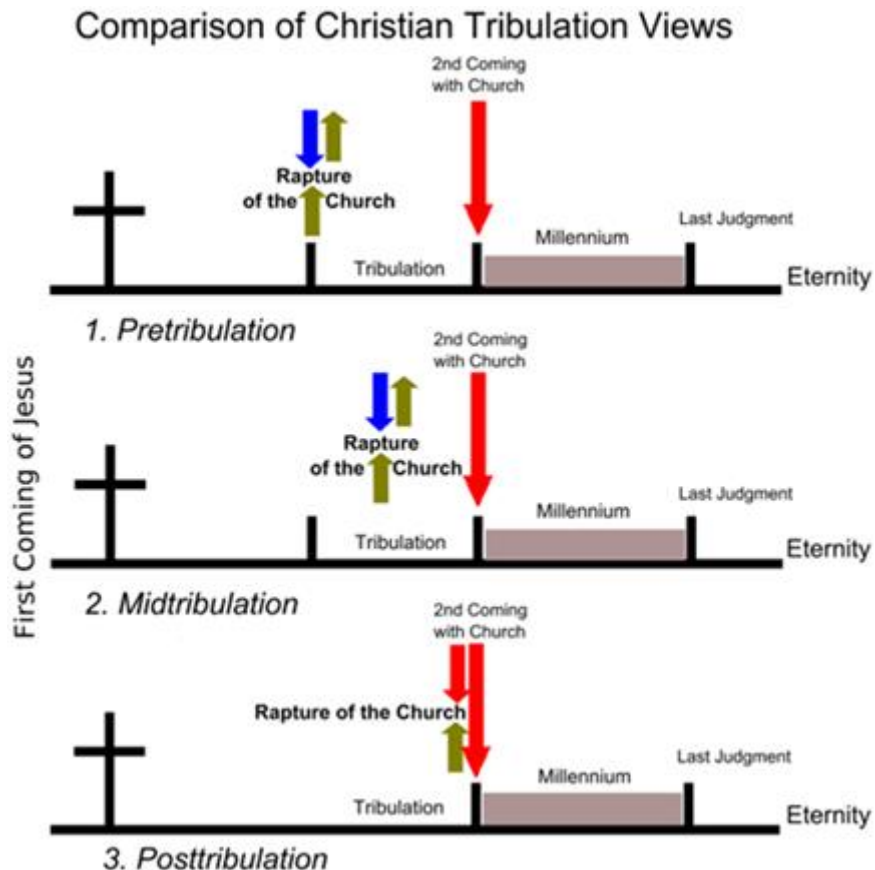 Comparison of Christian Tribulation Views
2nd Coming
with Church
Rapture
of the Church
Tribulation
Millennium
Last Judgment
Eternity
1. Pretribulation
First Coming of Jesus
2nd Coming
with Church
Rapture
of the Church
Tribulation
Millennium
Last Judgment
Eternity
2. Midtribulation
2nd Coming
with Church
Rapture of the Church
Tribulation
Millennium
Last Judgment
Eternity
3. Posttribulation